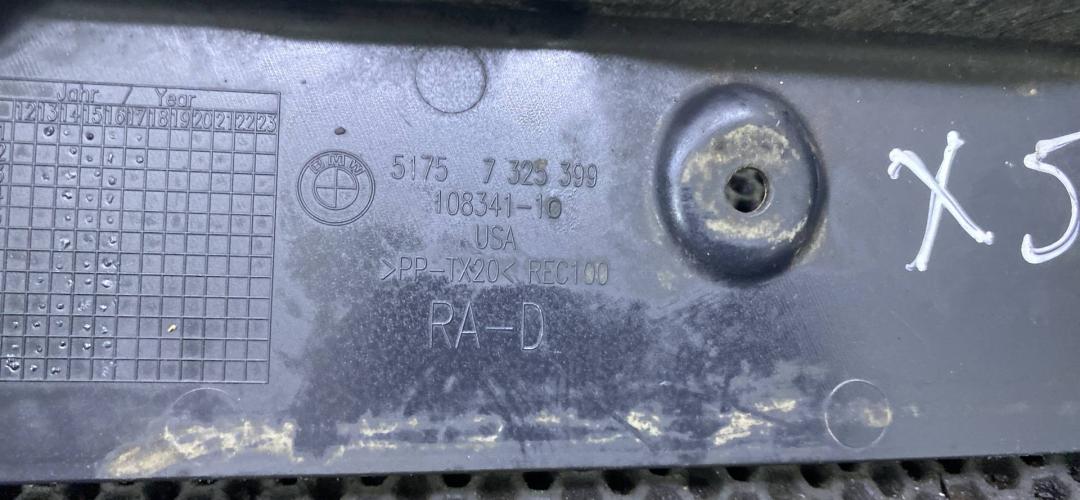 Jahr / Year
12 13 14 15 16 17 18 19 20 21 22 23
BMW
5175 7 325 399
108341-10
USA
>PP-TX20< REC100
RA-D
X5